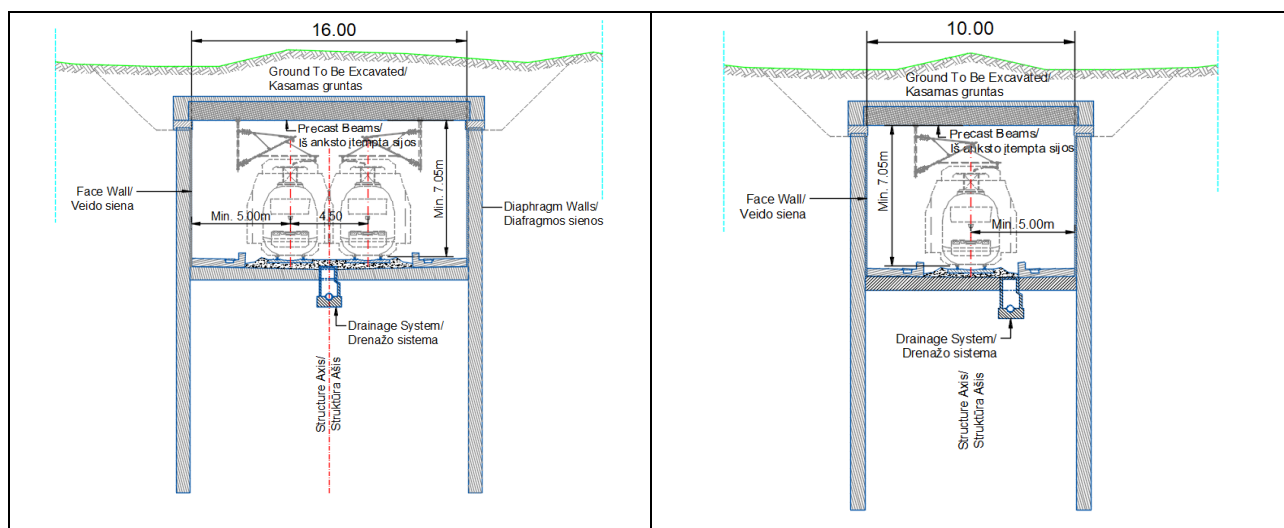 16.00
Ground To Be Excavated/
Kasamas gruntas
Precast Beams/
Iš anksto įtempta sijos
Face Wall/
Veido siena
Min. 5.00m
4.50
Min. 7.05m
Diaphragm Walls/
Diafragmos sienos
Drainage System/
Drenažo sistema
Structure Axis/
Struktūra Ašis
10.00
Ground To Be Excavated/
Kasamas gruntas
Precast Beams/
Iš anksto įtempta sijos
Face Wall/
Veido siena
Min. 7.05m
Min. 5.00m
Drainage System/
Drenažo sistema
Structure Axis/
Struktūra Ašis